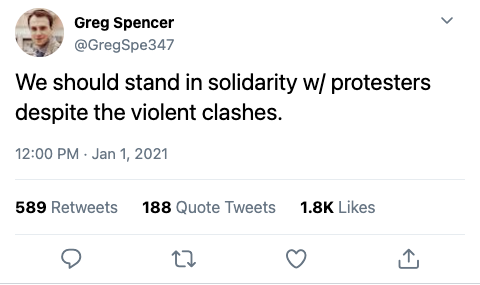 Greg Spencer
@GregSpe347
We should stand in solidarity w/ protesters
despite the violent clashes.
12:00 PM · Jan 1, 2021
589 Retweets 188 Quote Tweets 1.8K Likes